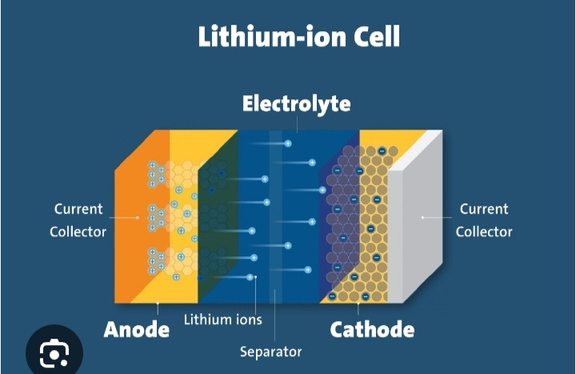 Lithium-ion Cell
Electrolyte
Current
Collector
Current
Collector
Anode
Lithium ions
Cathode
Separator